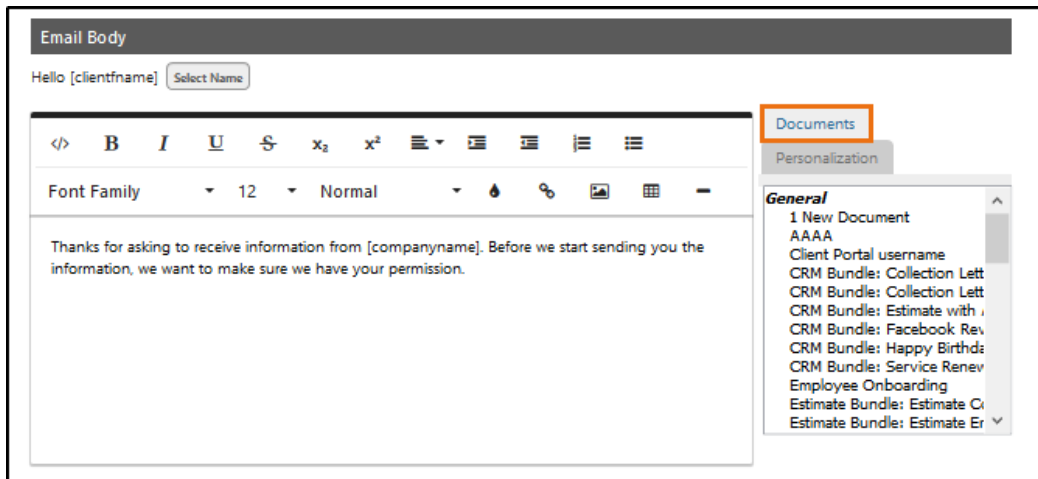 Email Body
Hello [clientfname] Select Name
</> B I U S x₂ x²
Font Family 12 Normal
Thanks for asking to receive information from [companyname]. Before we start sending you the
information, we want to make sure we have your permission.
Documents
Personalization
General
1 New Document
AAAA
Client Portal username
CRM Bundle: Collection Lett
CRM Bundle: Collection Lett
CRM Bundle: Estimate with
CRM Bundle: Facebook Rev
CRM Bundle: Happy Birthda
CRM Bundle: Service Renew
Employee Onboarding
Estimate Bundle: Estimate Co
Estimate Bundle: Estimate Er